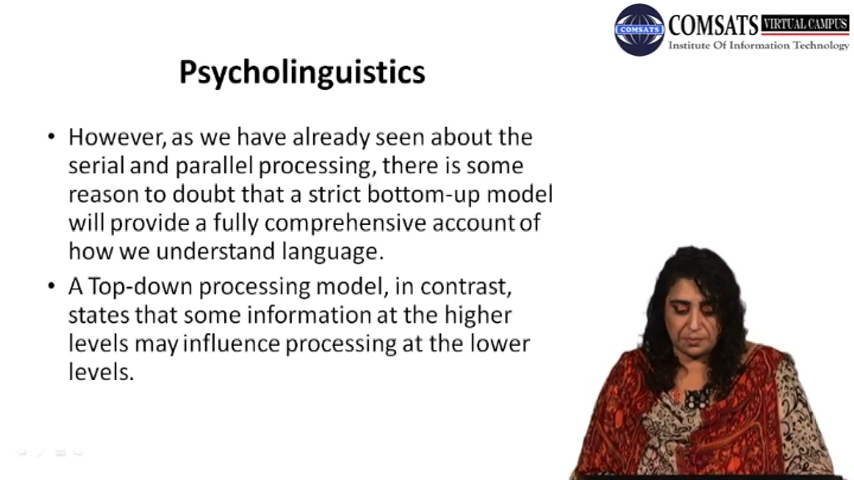 COMSATS VIRTUAL CAMPUS
COMSATS
Institute Of Information Technology
Psycholinguistics
• However, as we have already seen about the
serial and parallel processing, there is some
reason to doubt that a strict bottom-up model
will provide a fully comprehensive account of
how we understand language.
• A Top-down processing model, in contrast,
states that some information at the higher
levels may influence processing at the lower
levels.